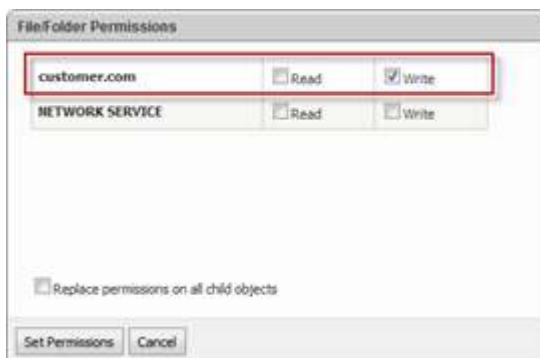 File/Folder Permissions
customer.com Read Write
NETWORK SERVICE Read Write
Replace permissions on all child objects
Set Permissions Cancel